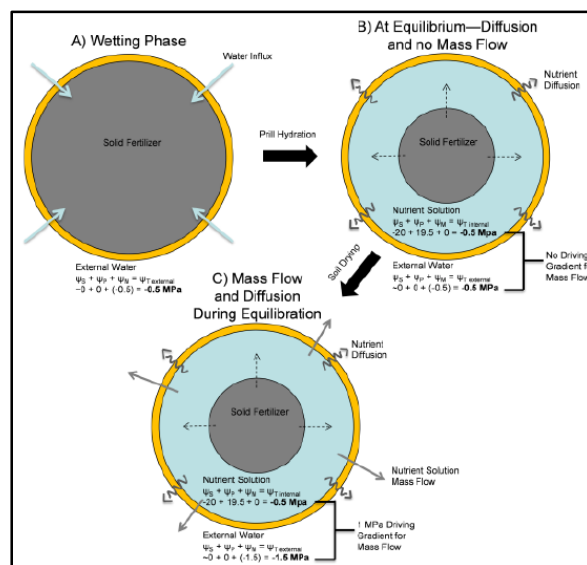 A) Wetting Phase
Water Influx
Solid Fertilizer
External Water
ΨS + ΨP + ΨM = ΨT external
~0 + 0 + (-0.5) = -0.5 MPa
Prill Hydration
B) At Equilibrium—Diffusion
and no Mass Flow
Nutrient
Diffusion
Solid Fertilizer
Nutrient Solution
ΨS + ΨP + ΨM = ΨT internal
-20 + 19.5 + 0 = -0.5 Mpa
External Water
ΨS + ΨP + ΨM = ΨT external
~0 + 0 + (-0.5) = -0.5 MPa
No Driving
Gradient for
Mass Flow
Soil Drying
C) Mass Flow
and Diffusion
During Equilibration
Nutrient
Diffusion
Solid Fertilizer
Nutrient Solution
Mass Flow
Nutrient Solution
ΨS + ΨP + ΨM = ΨT internal
-20 + 19.5 + 0 = -0.5 Mpa
External Water
ΨS + ΨP + ΨM = ΨT external
~0 + 0 + (-1.5) = -1.5 MPa
1 MPa Driving
Gradient for
Mass Flow